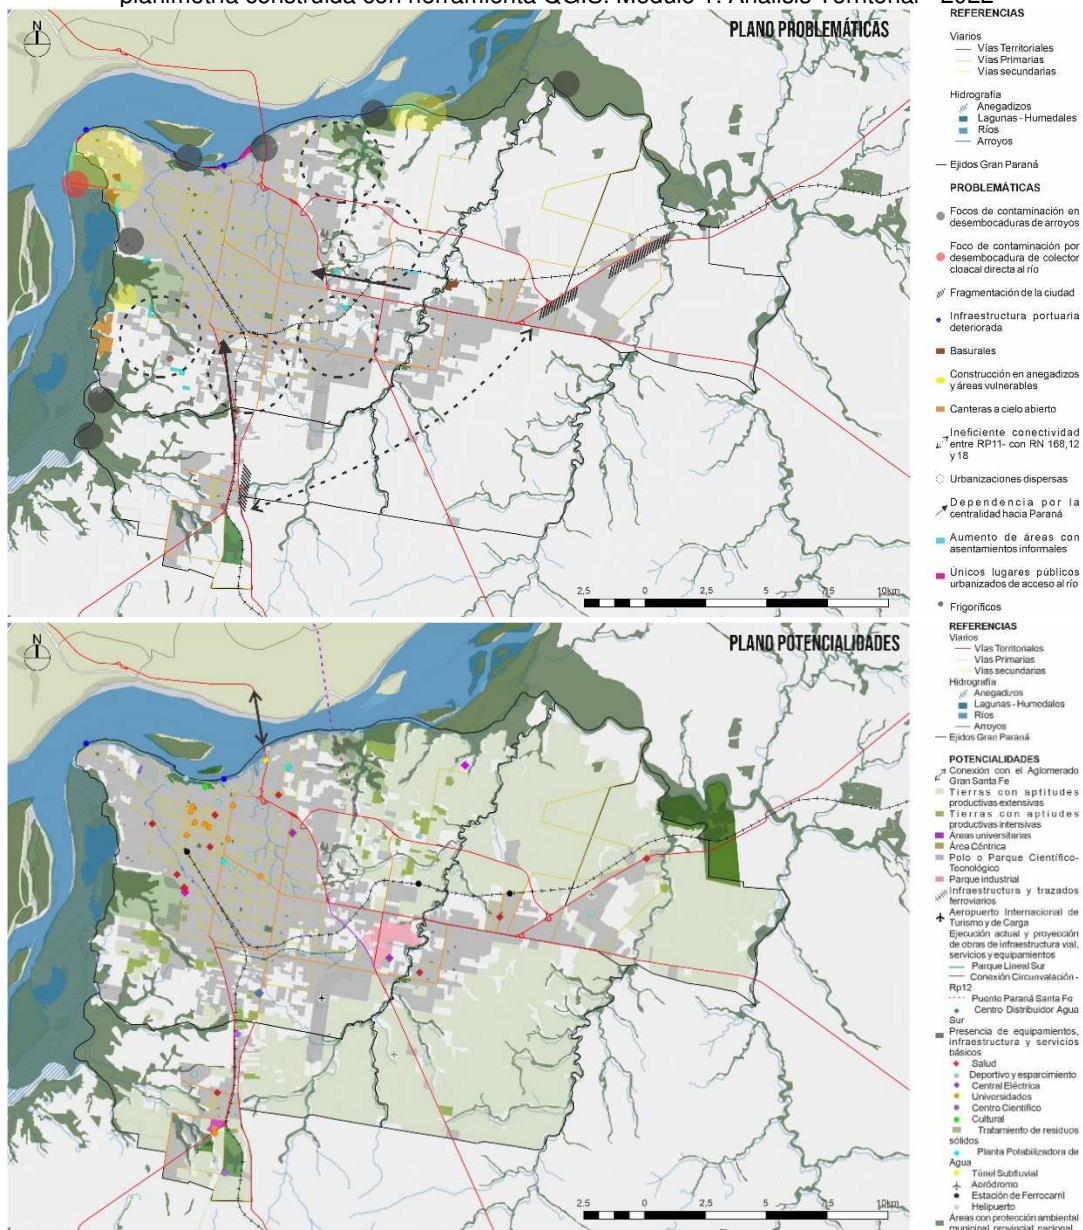 planimetría construida con herramienta QGIS. Módulo 1: Análisis Territorial - 2022
N
PLANO PROBLEMÁTICAS
2,5 0 2,5 5 7,5 10km
REFERENCIAS
Viarios
Vías Territoriales
Vías Primarias
Vías secundarias
Hidrografía
Anegadizos
Lagunas - Humedales
Ríos
Arroyos
Ejidos Gran Paraná
PROBLEMÁTICAS
Focos de contaminación en
desembocaduras de arroyos
Foco de contaminación por
desembocadura de colector
cloacal directa al río
Fragmentación de la ciudad
Infraestructura portuaria
deteriorada
Basurales
Construcción en anegadizos
y áreas vulnerables
Canteras a cielo abierto
Ineficiente conectividad
entre RP11- con RN 168,12
y 18
Urbanizaciones dispersas
Dependencia por la
centralidad hacia Paraná
Aumento de áreas con
asentamientos informales
Únicos lugares públicos
urbanizados de acceso al río
Frigoríficos
N
PLANO POTENCIALIDADES
2,5 0 2,5 5 7,5 10km
REFERENCIAS
Viarios
Vías Territoriales
Vías Primarias
Vías secundarias
Hidrografía
Anegadizos
Lagunas - Humedales
Ríos
Arroyos
Ejidos Gran Paraná
POTENCIALIDADES
Conexión con el Aglomerado
Gran Santa Fe
Tierras con aptitudes
productivas extensivas
Tierras con aptiudes
productivas intensivas
Áreas universitarias
Área Céntrica
Polo o Parque Científico-
Tecnológico
Parque industrial
Infraestructura y trazados
ferroviarios
Aeropuerto Internacional de
Turismo y de Carga
Ejecución actual y proyección
de obras de infraestructura vial,
servicios y equipamientos
Parque Lineal Sur
Conexión Circunvalación -
Rp12
Puente Paraná Santa Fe
Centro Distribuidor Agua
Sur
Presencia de equipamientos,
infraestructura y servicios
básicos
Salud
Deportivo y esparcimiento
Central Eléctrica
Universidados
Centro Científico
Cultural
Tratamiento de residuos
sólidos
Planta Potabilizadora de
Agua
Túnel Subfluvial
Aeródromo
Estación de Ferrocarril
Helipuerto
Áreas con protección ambiental
municipal, provincial, nacional